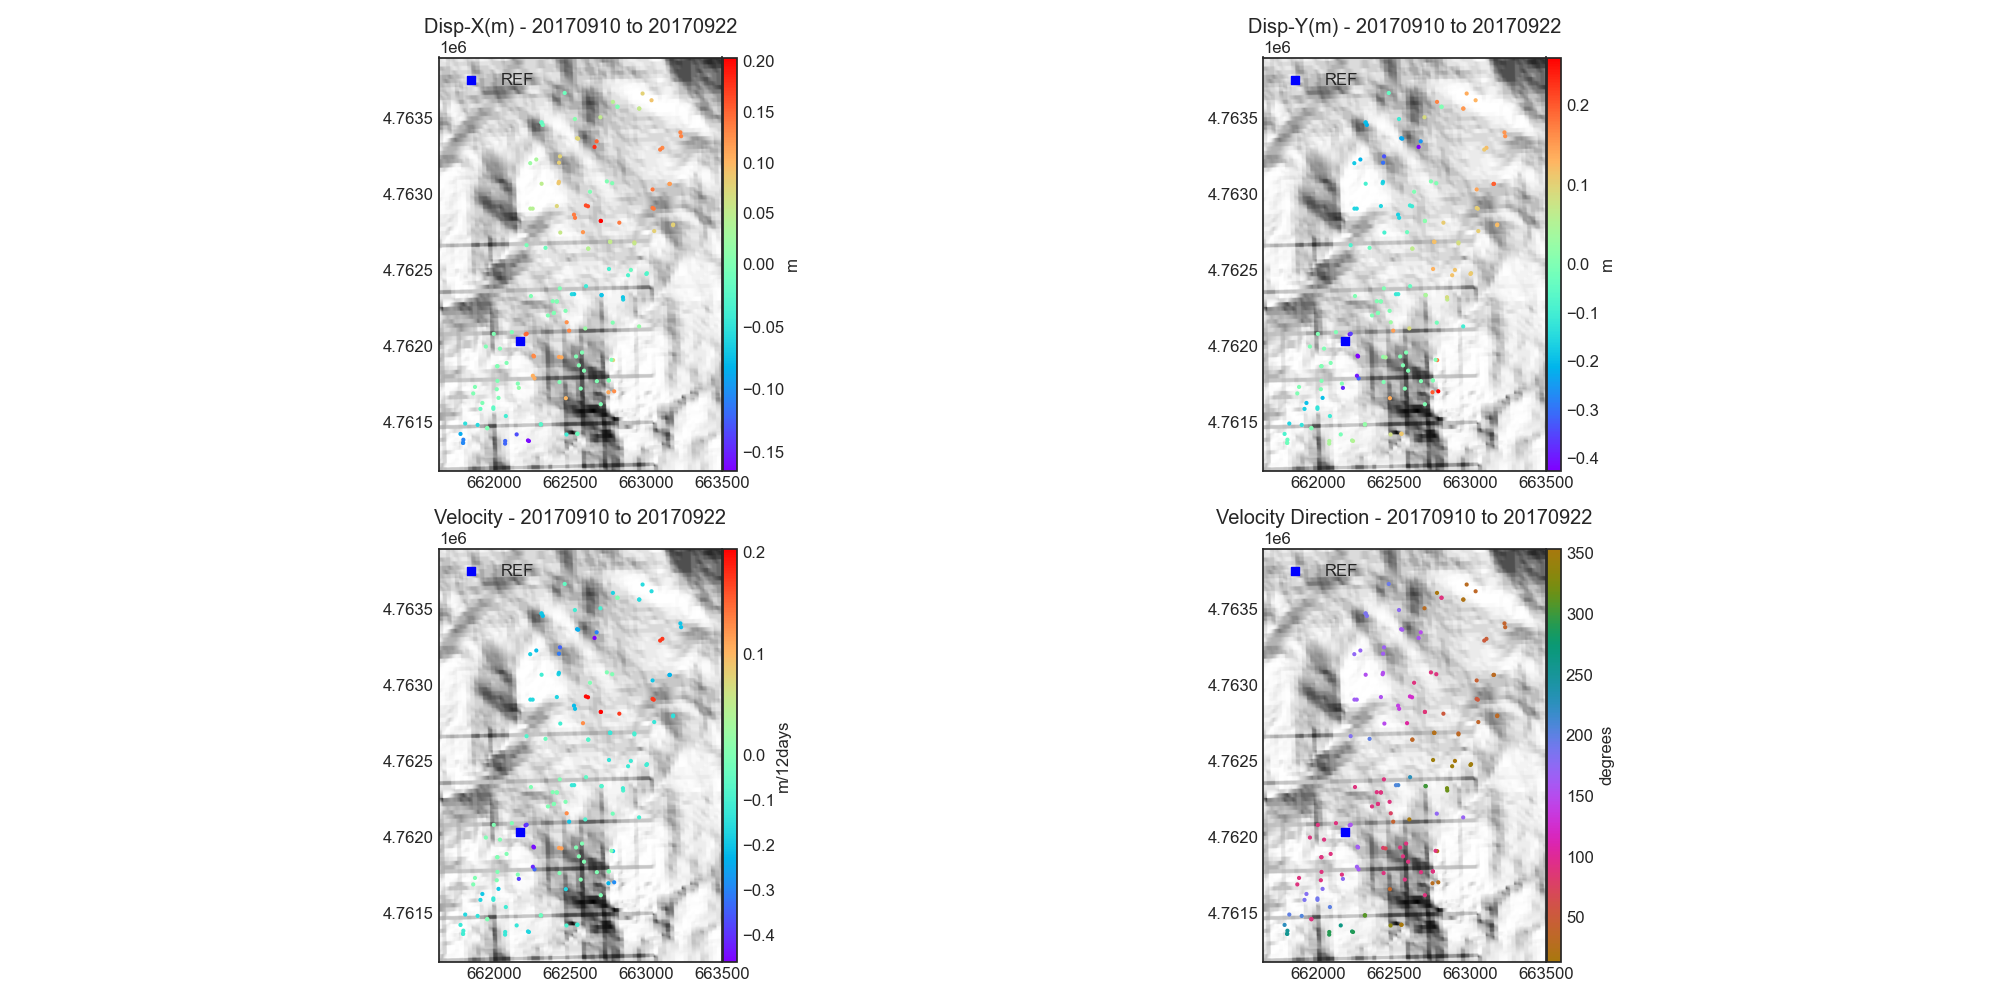 Disp-X(m) - 20170910 to 20170922
1e6
REF
4.7635
4.7630
4.7625
4.7620
4.7615
662000 662500 663000 663500
0.20
0.15
0.10
0.05
0.00
−0.05
−0.10
−0.15
m
Disp-Y(m) - 20170910 to 20170922
1e6
REF
4.7635
4.7630
4.7625
4.7620
4.7615
662000 662500 663000 663500
0.2
0.1
0.0
−0.1
−0.2
−0.3
−0.4
m
Velocity - 20170910 to 20170922
1e6
REF
4.7635
4.7630
4.7625
4.7620
4.7615
662000 662500 663000 663500
0.2
0.1
0.0
−0.1
−0.2
−0.3
−0.4
m/12days
Velocity Direction - 20170910 to 20170922
1e6
REF
4.7635
4.7630
4.7625
4.7620
4.7615
662000 662500 663000 663500
350
300
250
200
150
100
50
degrees